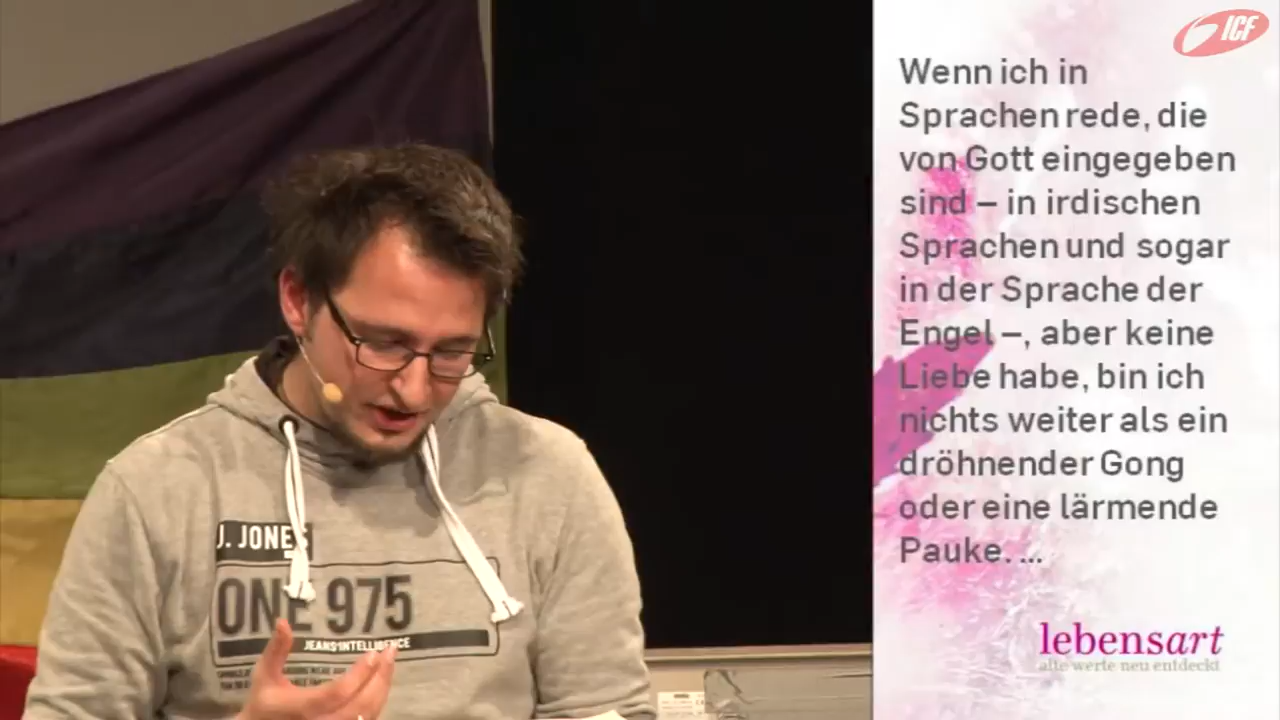 ICF
Wenn ich in
Sprachen rede, die
von Gott eingegeben
sind – in irdischen
Sprachen und sogar
in der Sprache der
Engel –, aber keine
Liebe habe, bin ich
nichts weiter als ein
dröhnender Gong
oder eine lärmende
Pauke. ...
lebensart
alte werte neu entdeckt
J. JONES
ONE 975
JEANS INTELLIGENCE